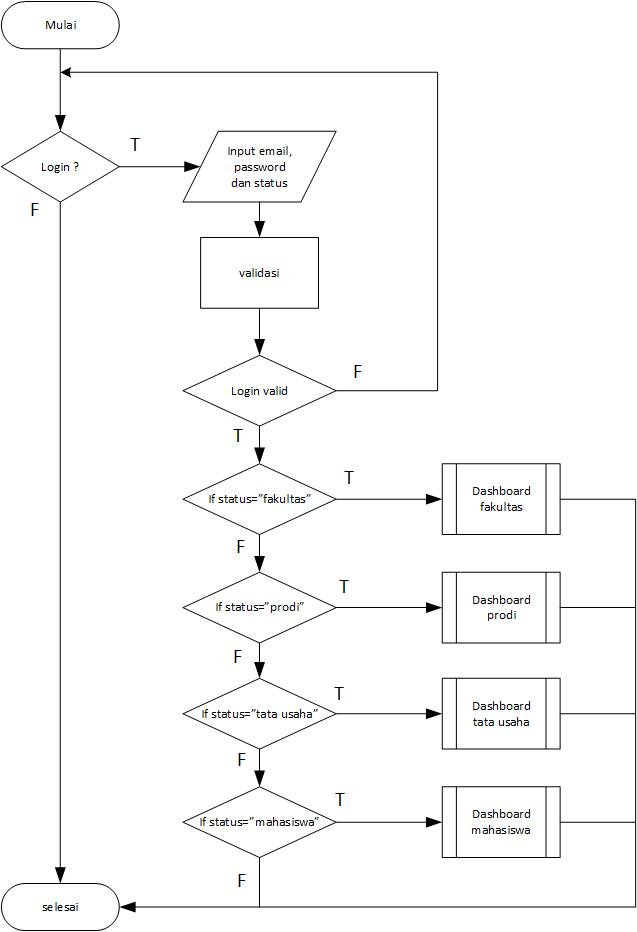 Mulai
Login ?
T
F
Input email,
password
dan status
validasi
Login valid
F
T
If status=”fakultas”
T
Dashboard
fakultas
F
If status=”prodi”
T
Dashboard
prodi
F
If status=”tata usaha”
T
Dashboard
tata usaha
F
If status=”mahasiswa”
T
Dashboard
mahasiswa
F
selesai